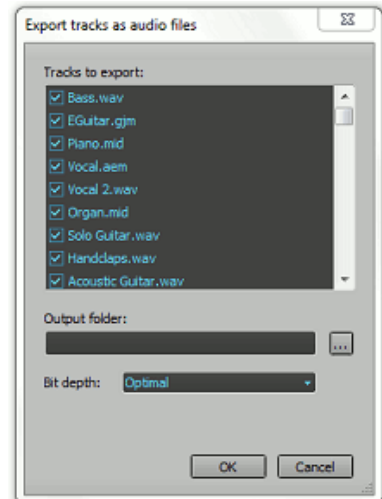 Export tracks as audio files
Tracks to export:
Bass.wav
EGuitar.gjm
Piano.mid
Vocal.aem
Vocal 2.wav
Organ.mid
Solo Guitar.wav
Handclaps.wav
Acoustic Guitar.wav
Output folder:
...
Bit depth: Optimal
OK Cancel